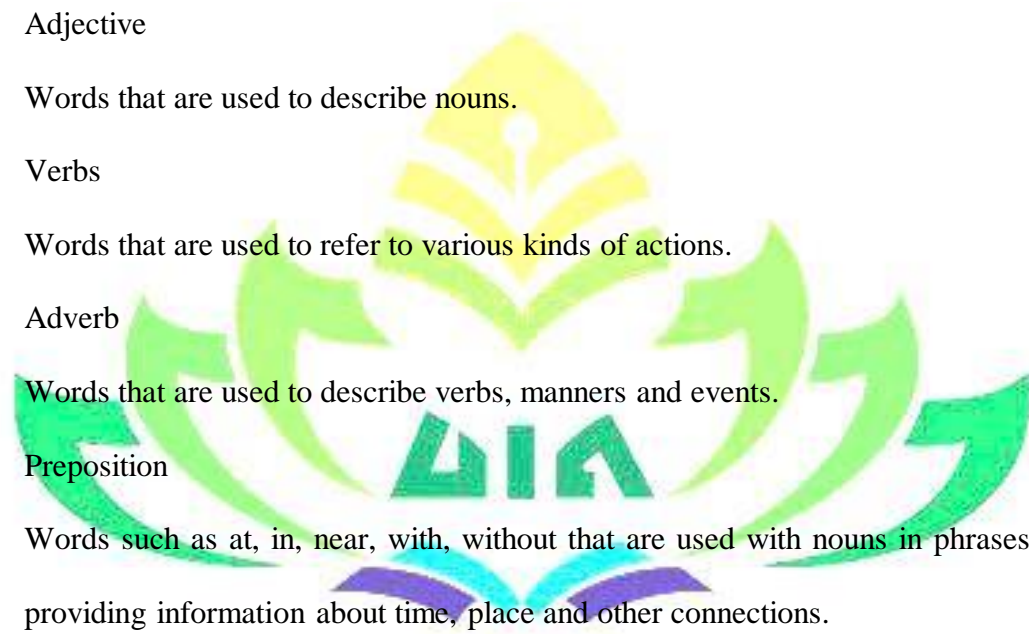 Adjective
Words that are used to describe nouns.
Verbs
Words that are used to refer to various kinds of actions.
Adverb
Words that are used to describe verbs, manners and events.
Preposition
Words such as at, in, near, with, without that are used with nouns in phrases
providing information about time, place and other connections.